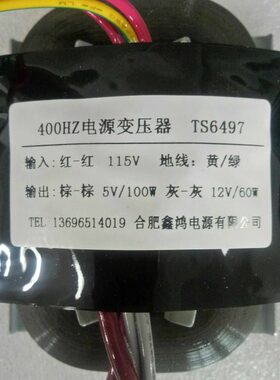 400HZ电源变压器 TS6497
输入:红-红 115V 地线:黄/绿
输出:棕-棕 5V/100W 灰-灰 12V/60W
TEL 13696514019 合肥鑫鸿电源有限公司